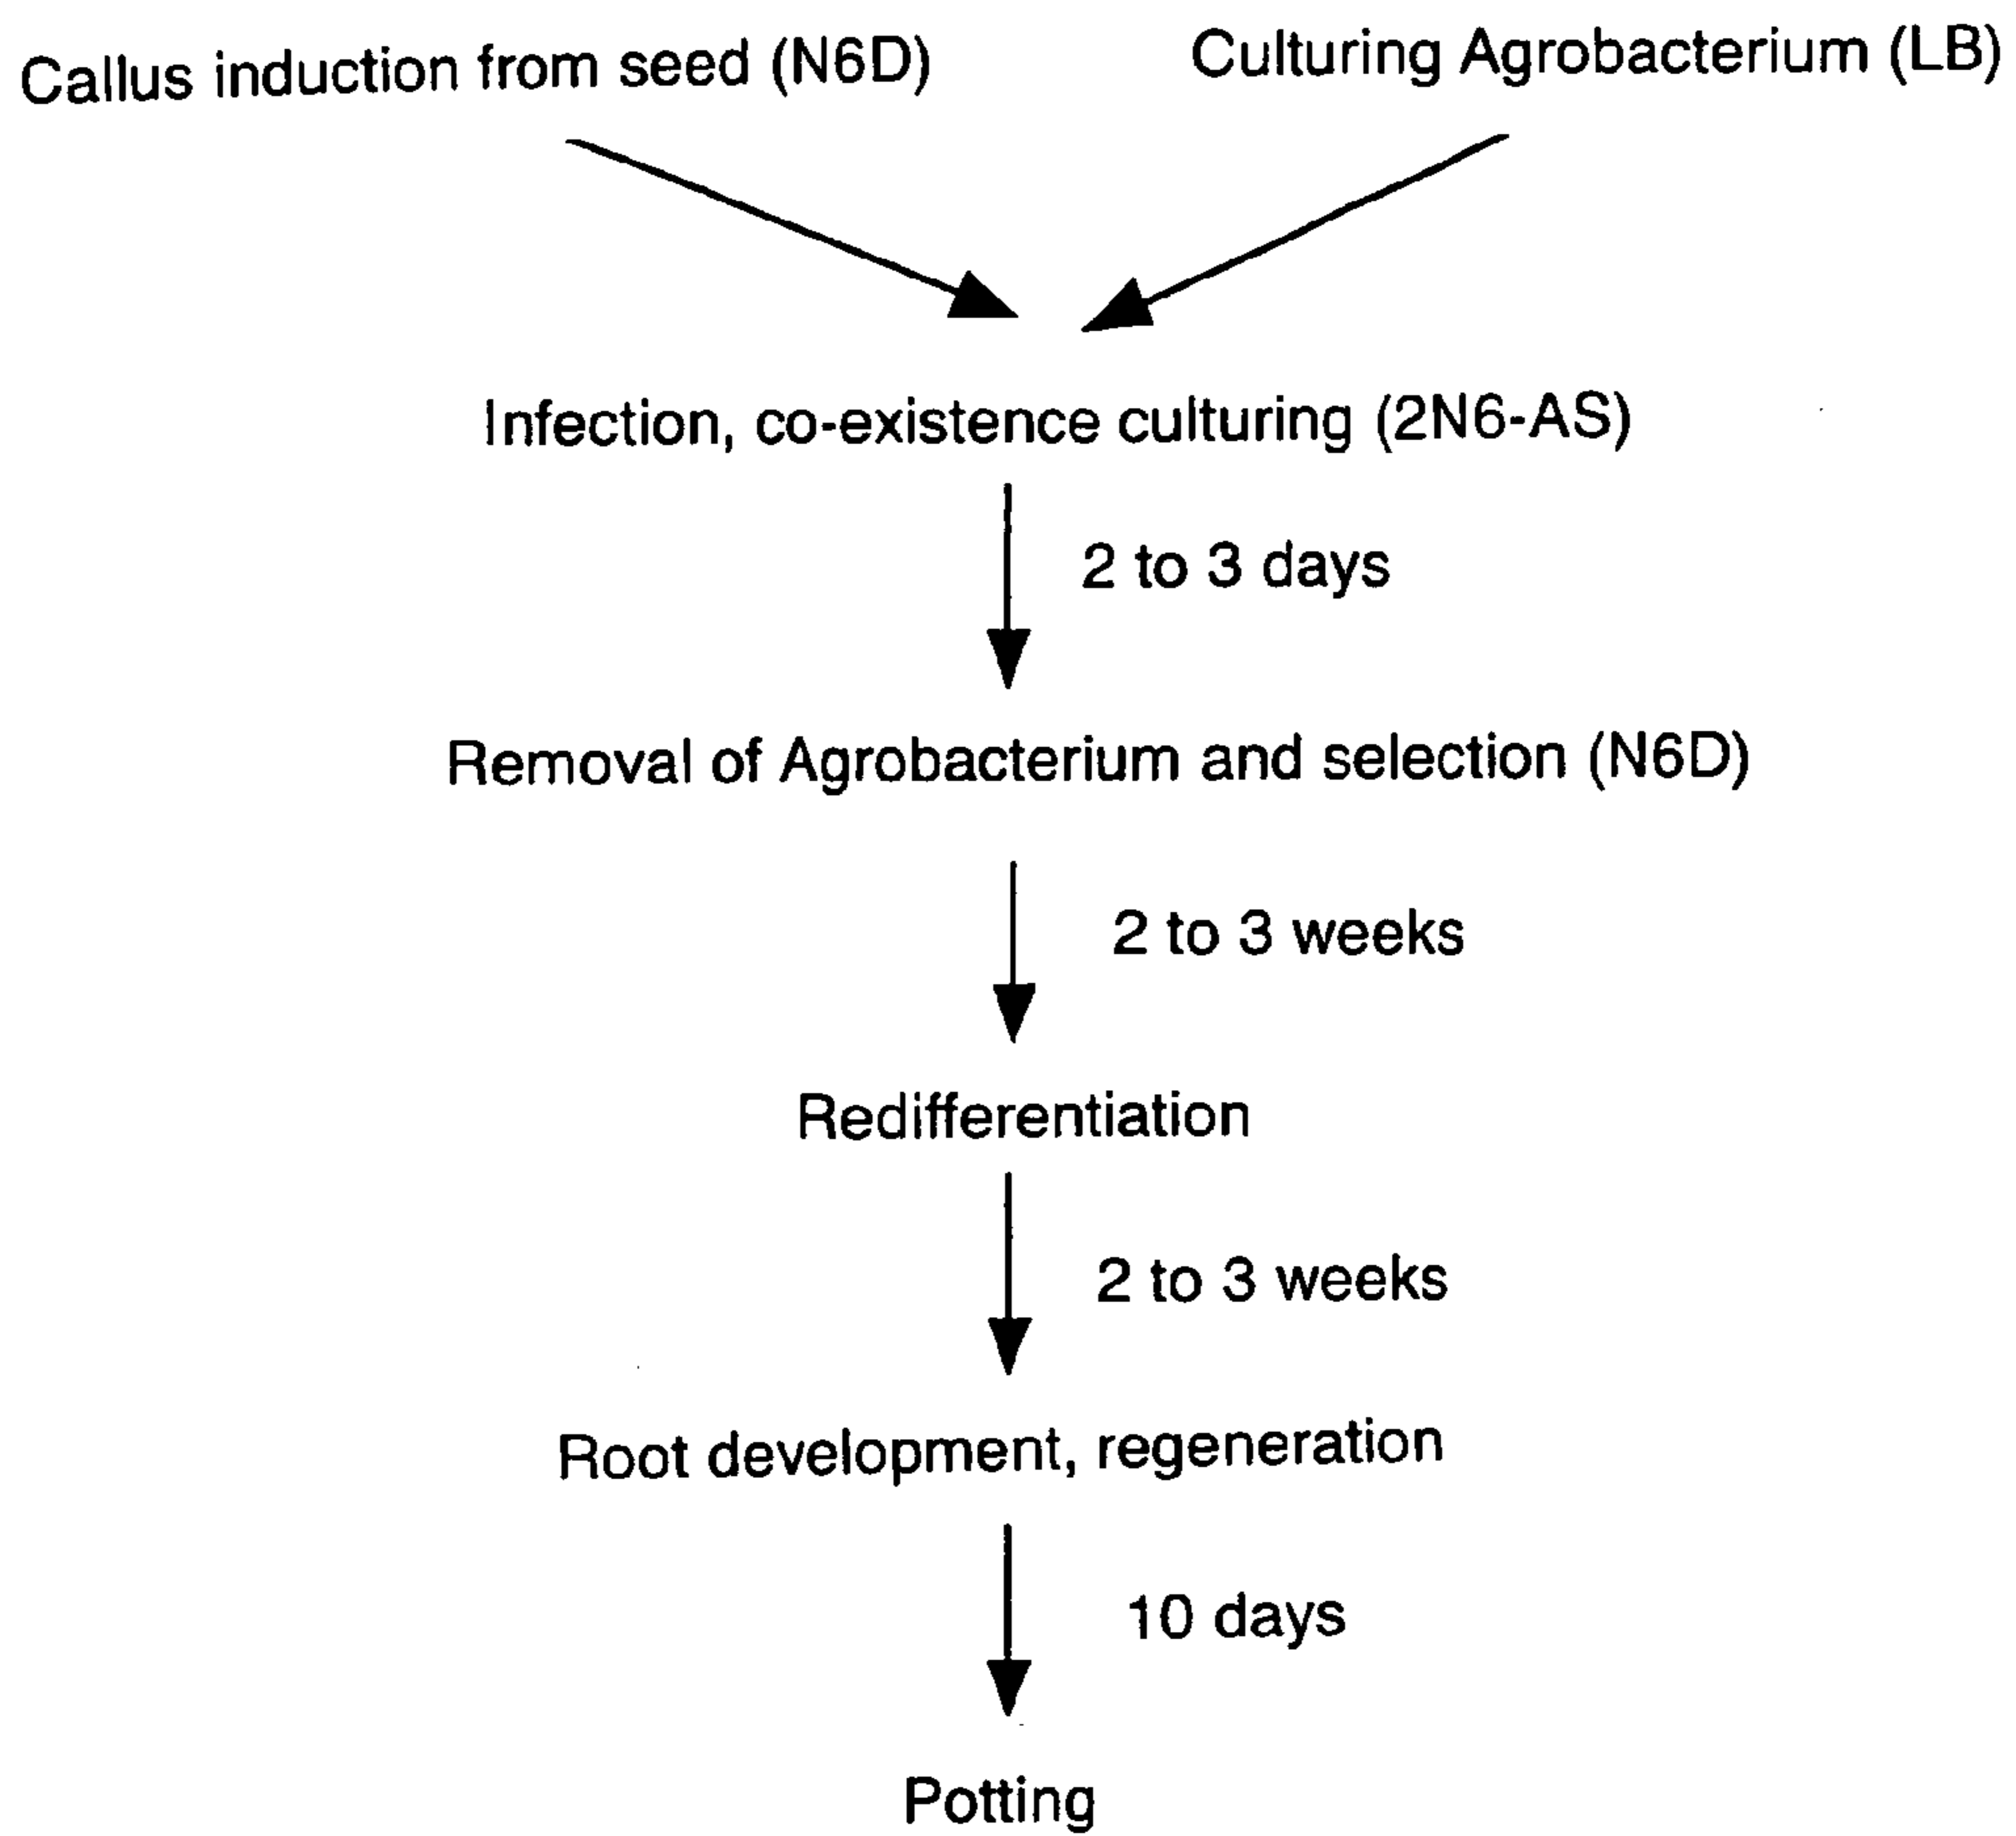 Callus induction from seed (N6D)
Culturing Agrobacterium (LB)
Infection, co-existence culturing (2N6-AS)
2 to 3 days
Removal of Agrobacterium and selection (N6D)
2 to 3 weeks
Redifferentiation
2 to 3 weeks
Root development, regeneration
10 days
Potting